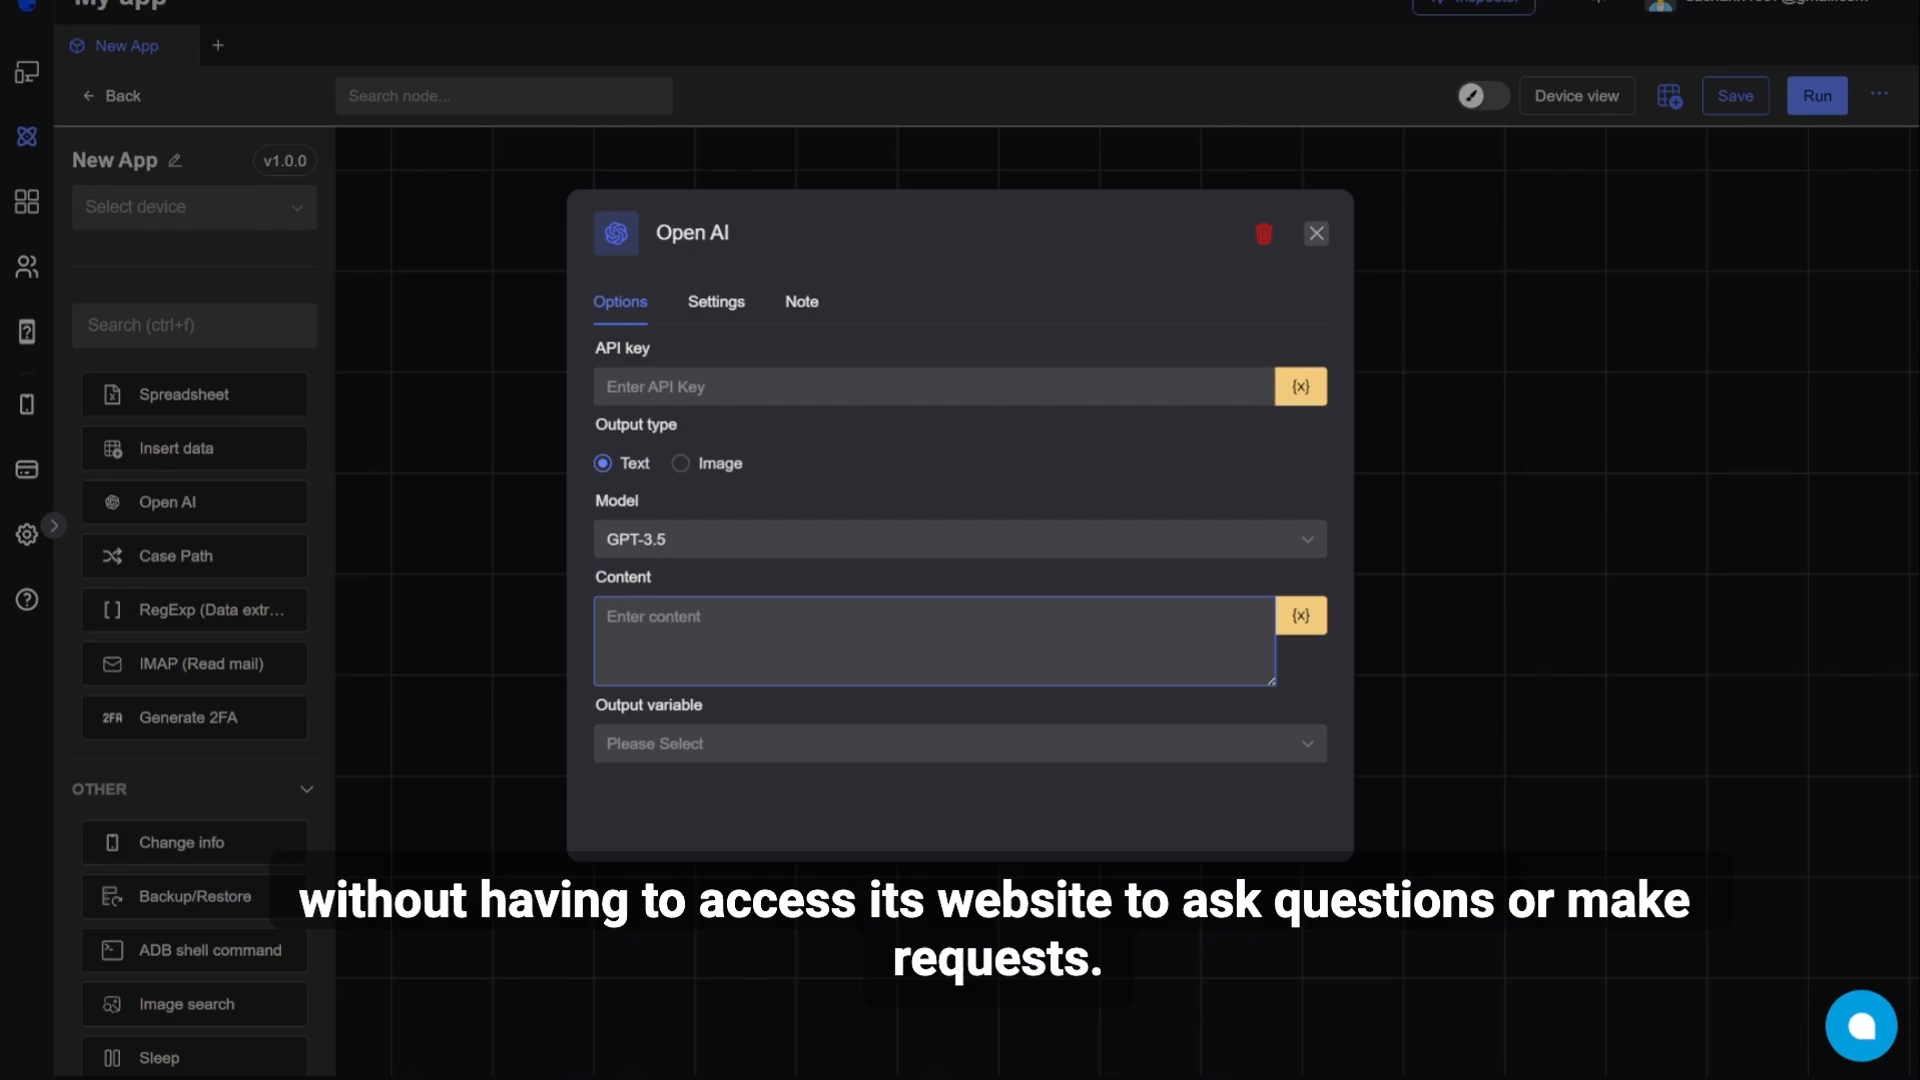 My app
Inspector
New App
+
Back
Search node...
Device view
Save
Run
New App
v1.0.0
Select device
Search (ctrl+f)
Spreadsheet
Insert data
Open AI
Case Path
RegExp (Data extr...
IMAP (Read mail)
2FA Generate 2FA
OTHER
Change info
Backup/Restore
ADB shell command
Image search
Sleep
Open AI
Options Settings Note
API key
Enter API Key
{x}
Output type
Text Image
Model
GPT-3.5
Content
Enter content
{x}
Output variable
Please Select
without having to access its website to ask questions or make
requests.